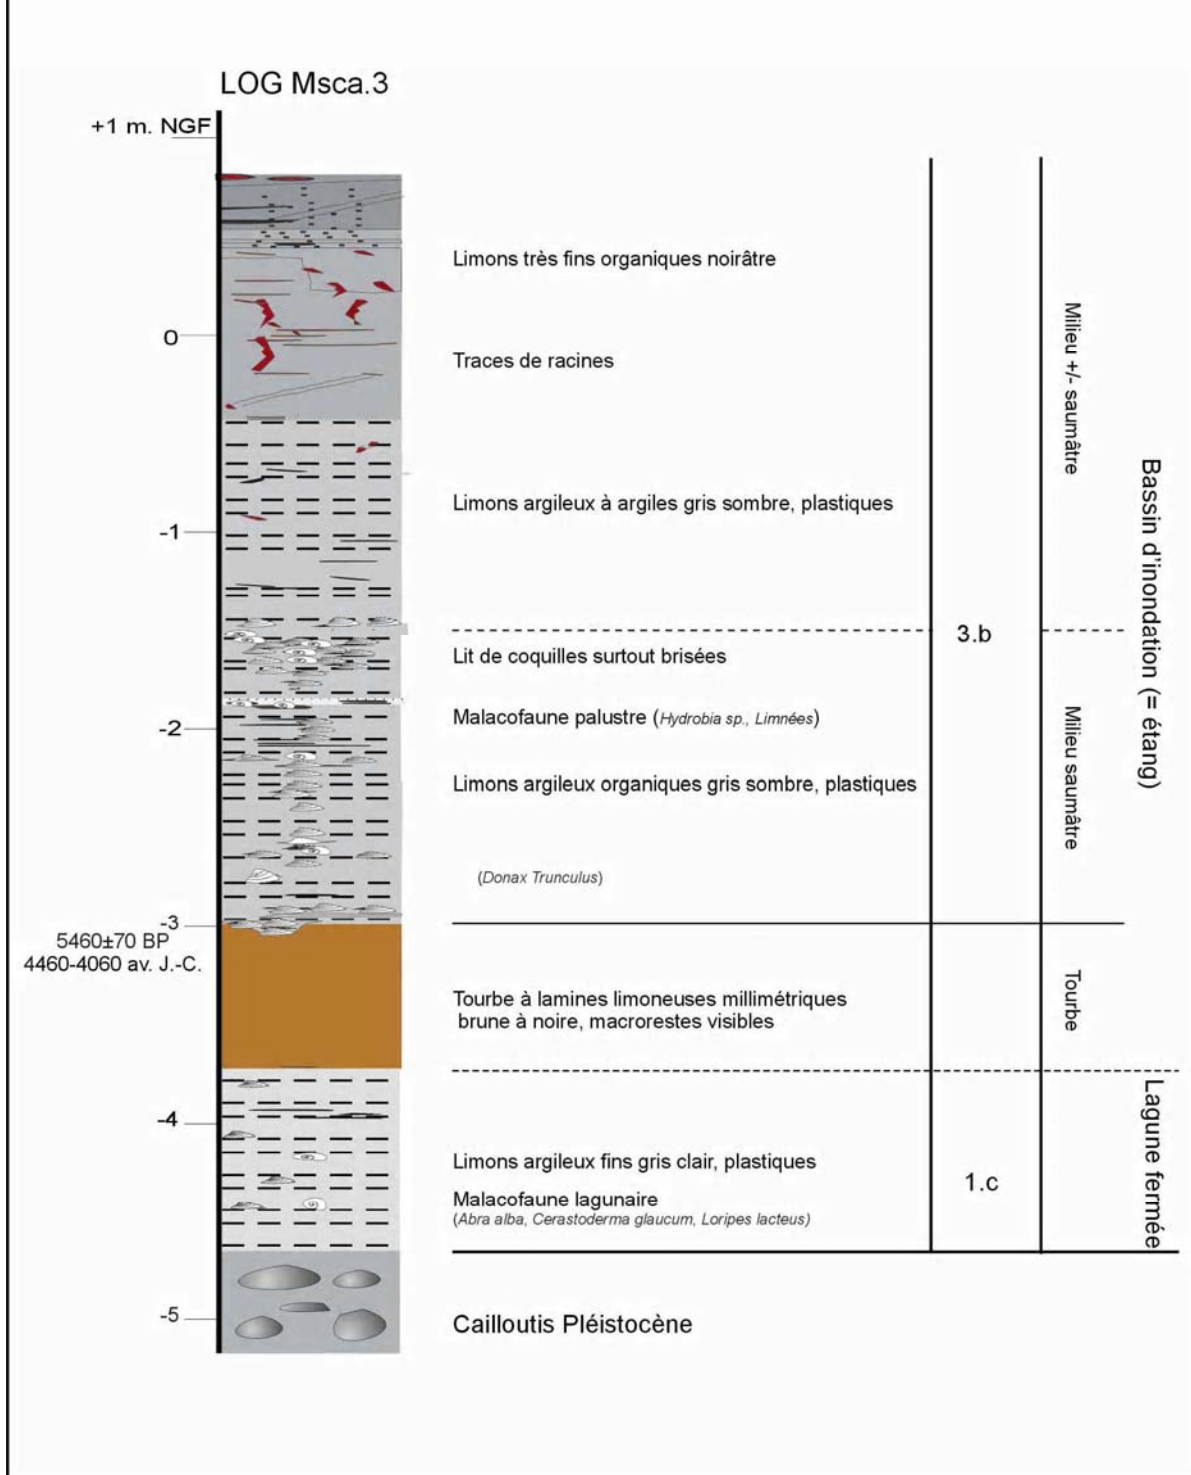 LOG Msca.3
+1 m. NGF
Limons très fins organiques noirâtre
0
Traces de racines
Milieu +/- saumâtre
Limons argileux à argiles gris sombre, plastiques
-1
Bassin d'inondation (= étang)
3.b
Lit de coquilles surtout brisées
Malacofaune palustre (Hydrobia sp., Limnées)
-2
Milieu saumâtre
Limons argileux organiques gris sombre, plastiques
(Donax Trunculus)
-3
5460±70 BP
4460-4060 av. J.-C.
Tourbe à lamines limoneuses millimétriques
brune à noire, macrorestes visibles
Tourbe
-4
Lagune fermée
Limons argileux fins gris clair, plastiques
1.c
Malacofaune lagunaire
(Abra alba, Cerastoderma glaucum, Loripes lacteus)
-5
Cailloutis Pléistocène